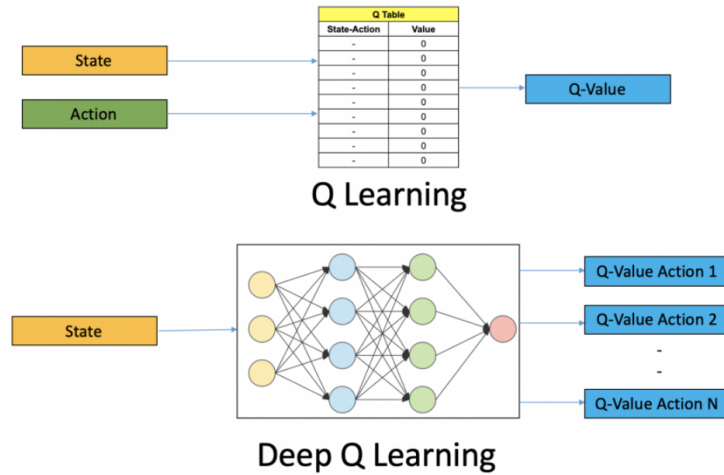 Q Table
State-Action Value
- 0
- 0
- 0
- 0
- 0
- 0
- 0
- 0
- 0
State
Action
Q-Value
Q Learning
State
Q-Value Action 1
Q-Value Action 2
-
-
Q-Value Action N
Deep Q Learning